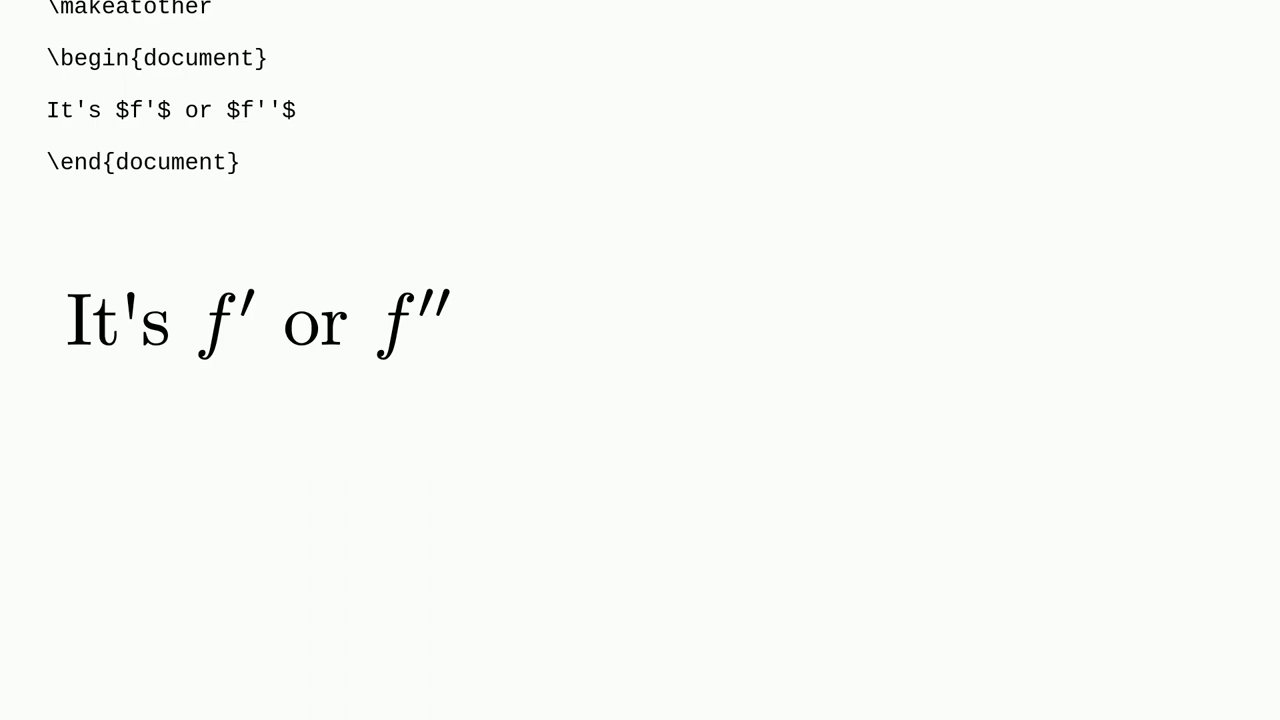 \makeatother
\begin{document}
It's $f'$ or $f''$
\end{document}
It's f′ or f″